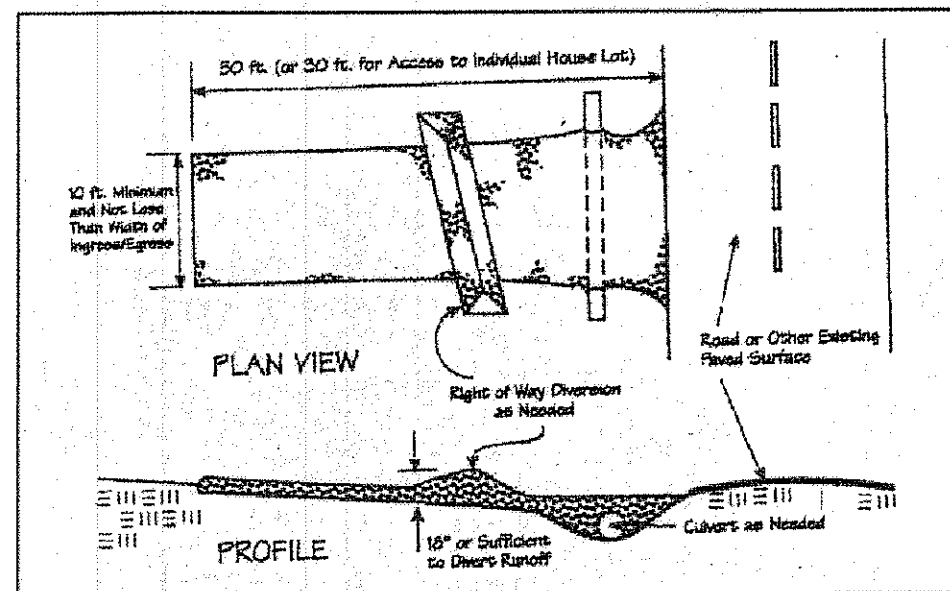 50 ft. (or 30 ft. for Access to Individual House Lot)
10 ft. Minimum
and Not Less
Than Width of
Ingress/Egress
PLAN VIEW
Right of Way Diversion
as Needed
Road or Other Existing
Paved Surface
Culvert as Needed
PROFILE
18" or Sufficient
to Divert Runoff